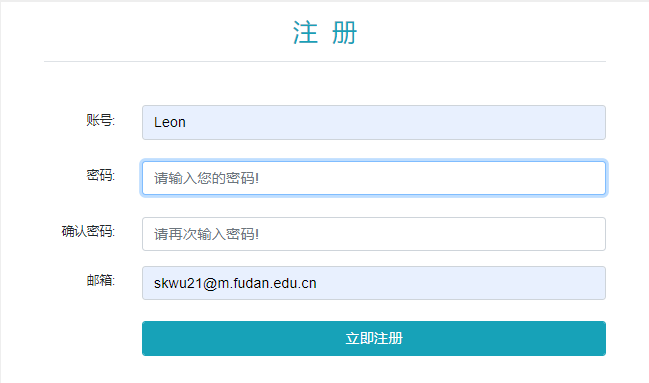 注 册
账号:
Leon
密码:
请输入您的密码!
确认密码:
请再次输入密码!
邮箱:
skwu21@m.fudan.edu.cn
立即注册